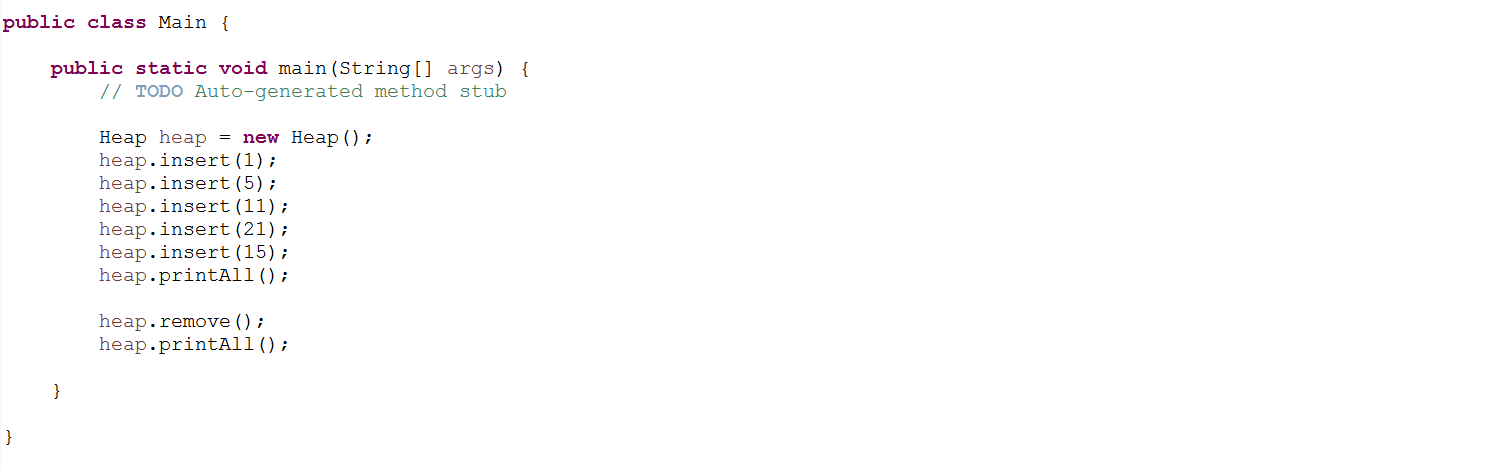 public class Main {
public static void main(String[] args) {
// TODO Auto-generated method stub
Heap heap = new Heap();
heap.insert(1);
heap.insert(5);
heap.insert(11);
heap.insert(21);
heap.insert(15);
heap.printAll();
heap.remove();
heap.printAll();
}
}